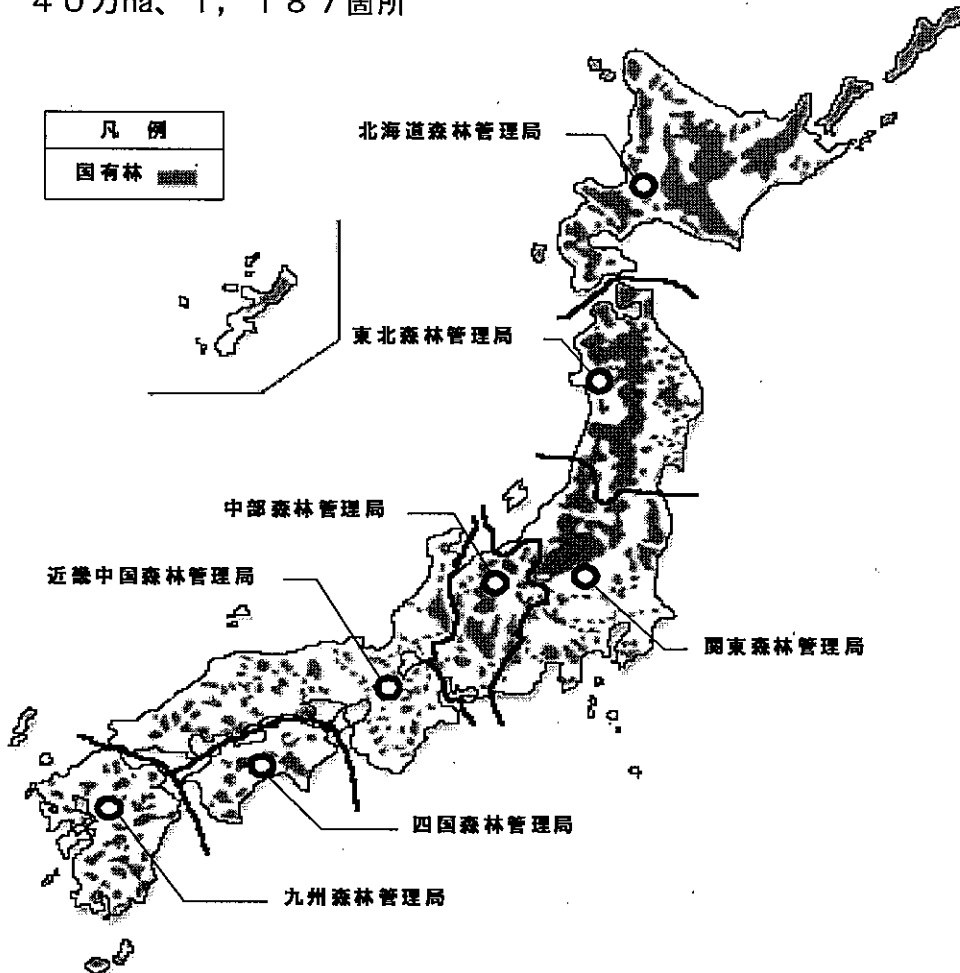 ４０万ha、１，１８７箇所
凡 例
国有林
北海道森林管理局
東北森林管理局
中部森林管理局
近畿中国森林管理局
関東森林管理局
四国森林管理局
九州森林管理局